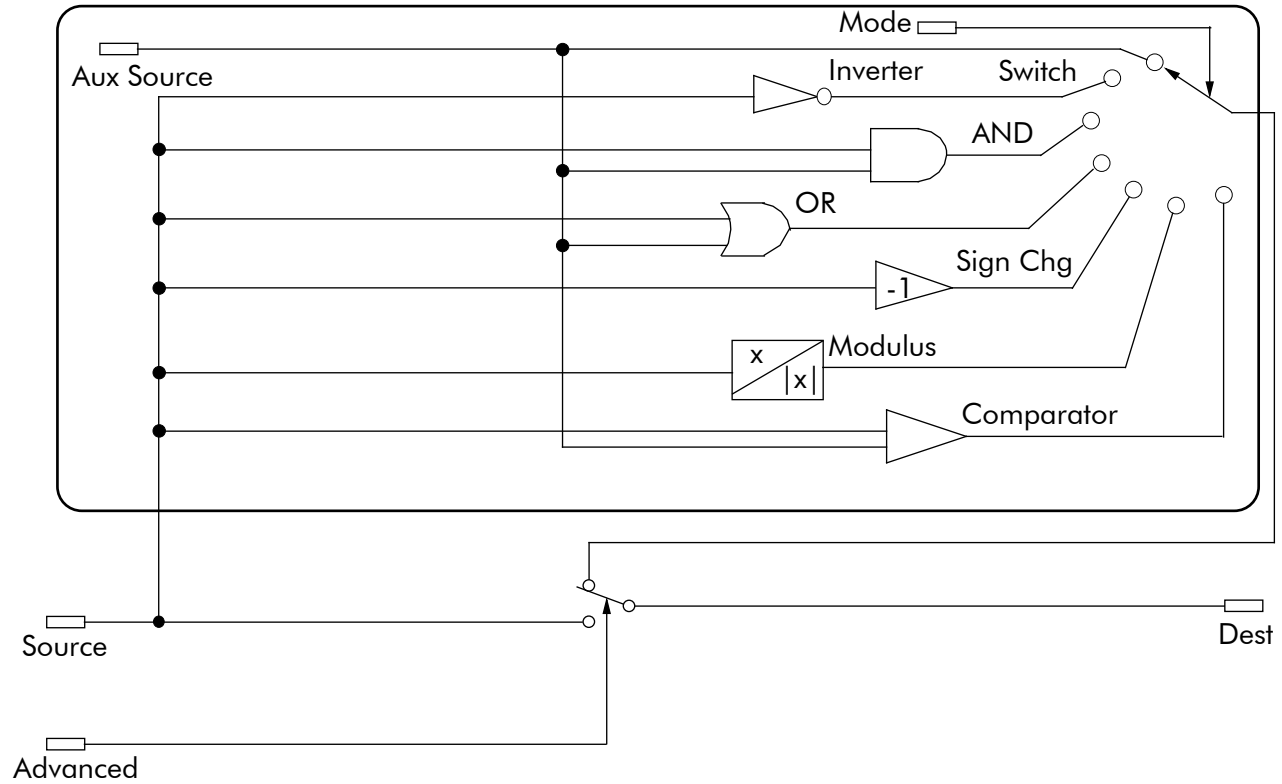 Mode
Aux Source
Inverter
Switch
AND
OR
Sign Chg
-1
Modulus
x
|x|
Comparator
Source
Dest
Advanced